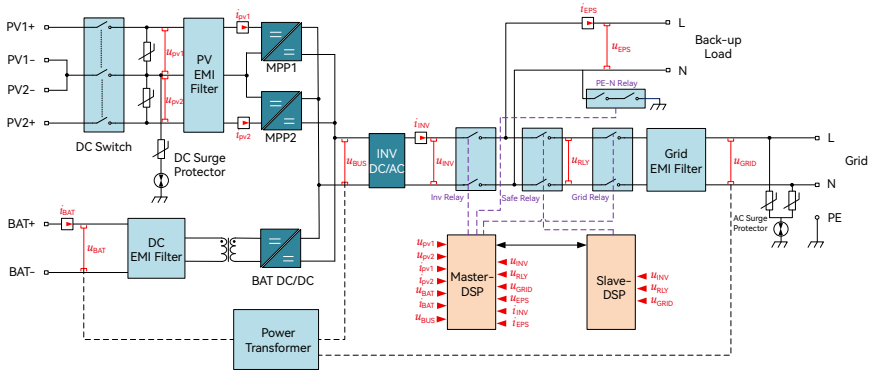 PV1+
PV1−
PV2−
PV2+
DC Switch
u_pv1
u_pv2
DC Surge
Protector
PV
EMI
Filter
i_pv1
i_pv2
MPP1
MPP2
u_BUS
INV
DC/AC
i_INV
u_INV
Inv Relay
Safe Relay
u_RLY
Grid Relay
i_EPS
u_EPS
L
N
Back-up
Load
PE-N Relay
Grid
EMI Filter
u_GRID
L
N
Grid
PE
AC Surge
Protector
BAT+
BAT−
i_BAT
u_BAT
DC
EMI Filter
BAT DC/DC
Power
Transformer
u_pv1
u_pv2
i_pv1
i_pv2
u_BAT
i_BAT
u_BUS
Master-
DSP
u_INV
u_RLY
u_GRID
u_EPS
i_INV
i_EPS
Slave-
DSP
u_INV
u_RLY
u_GRID